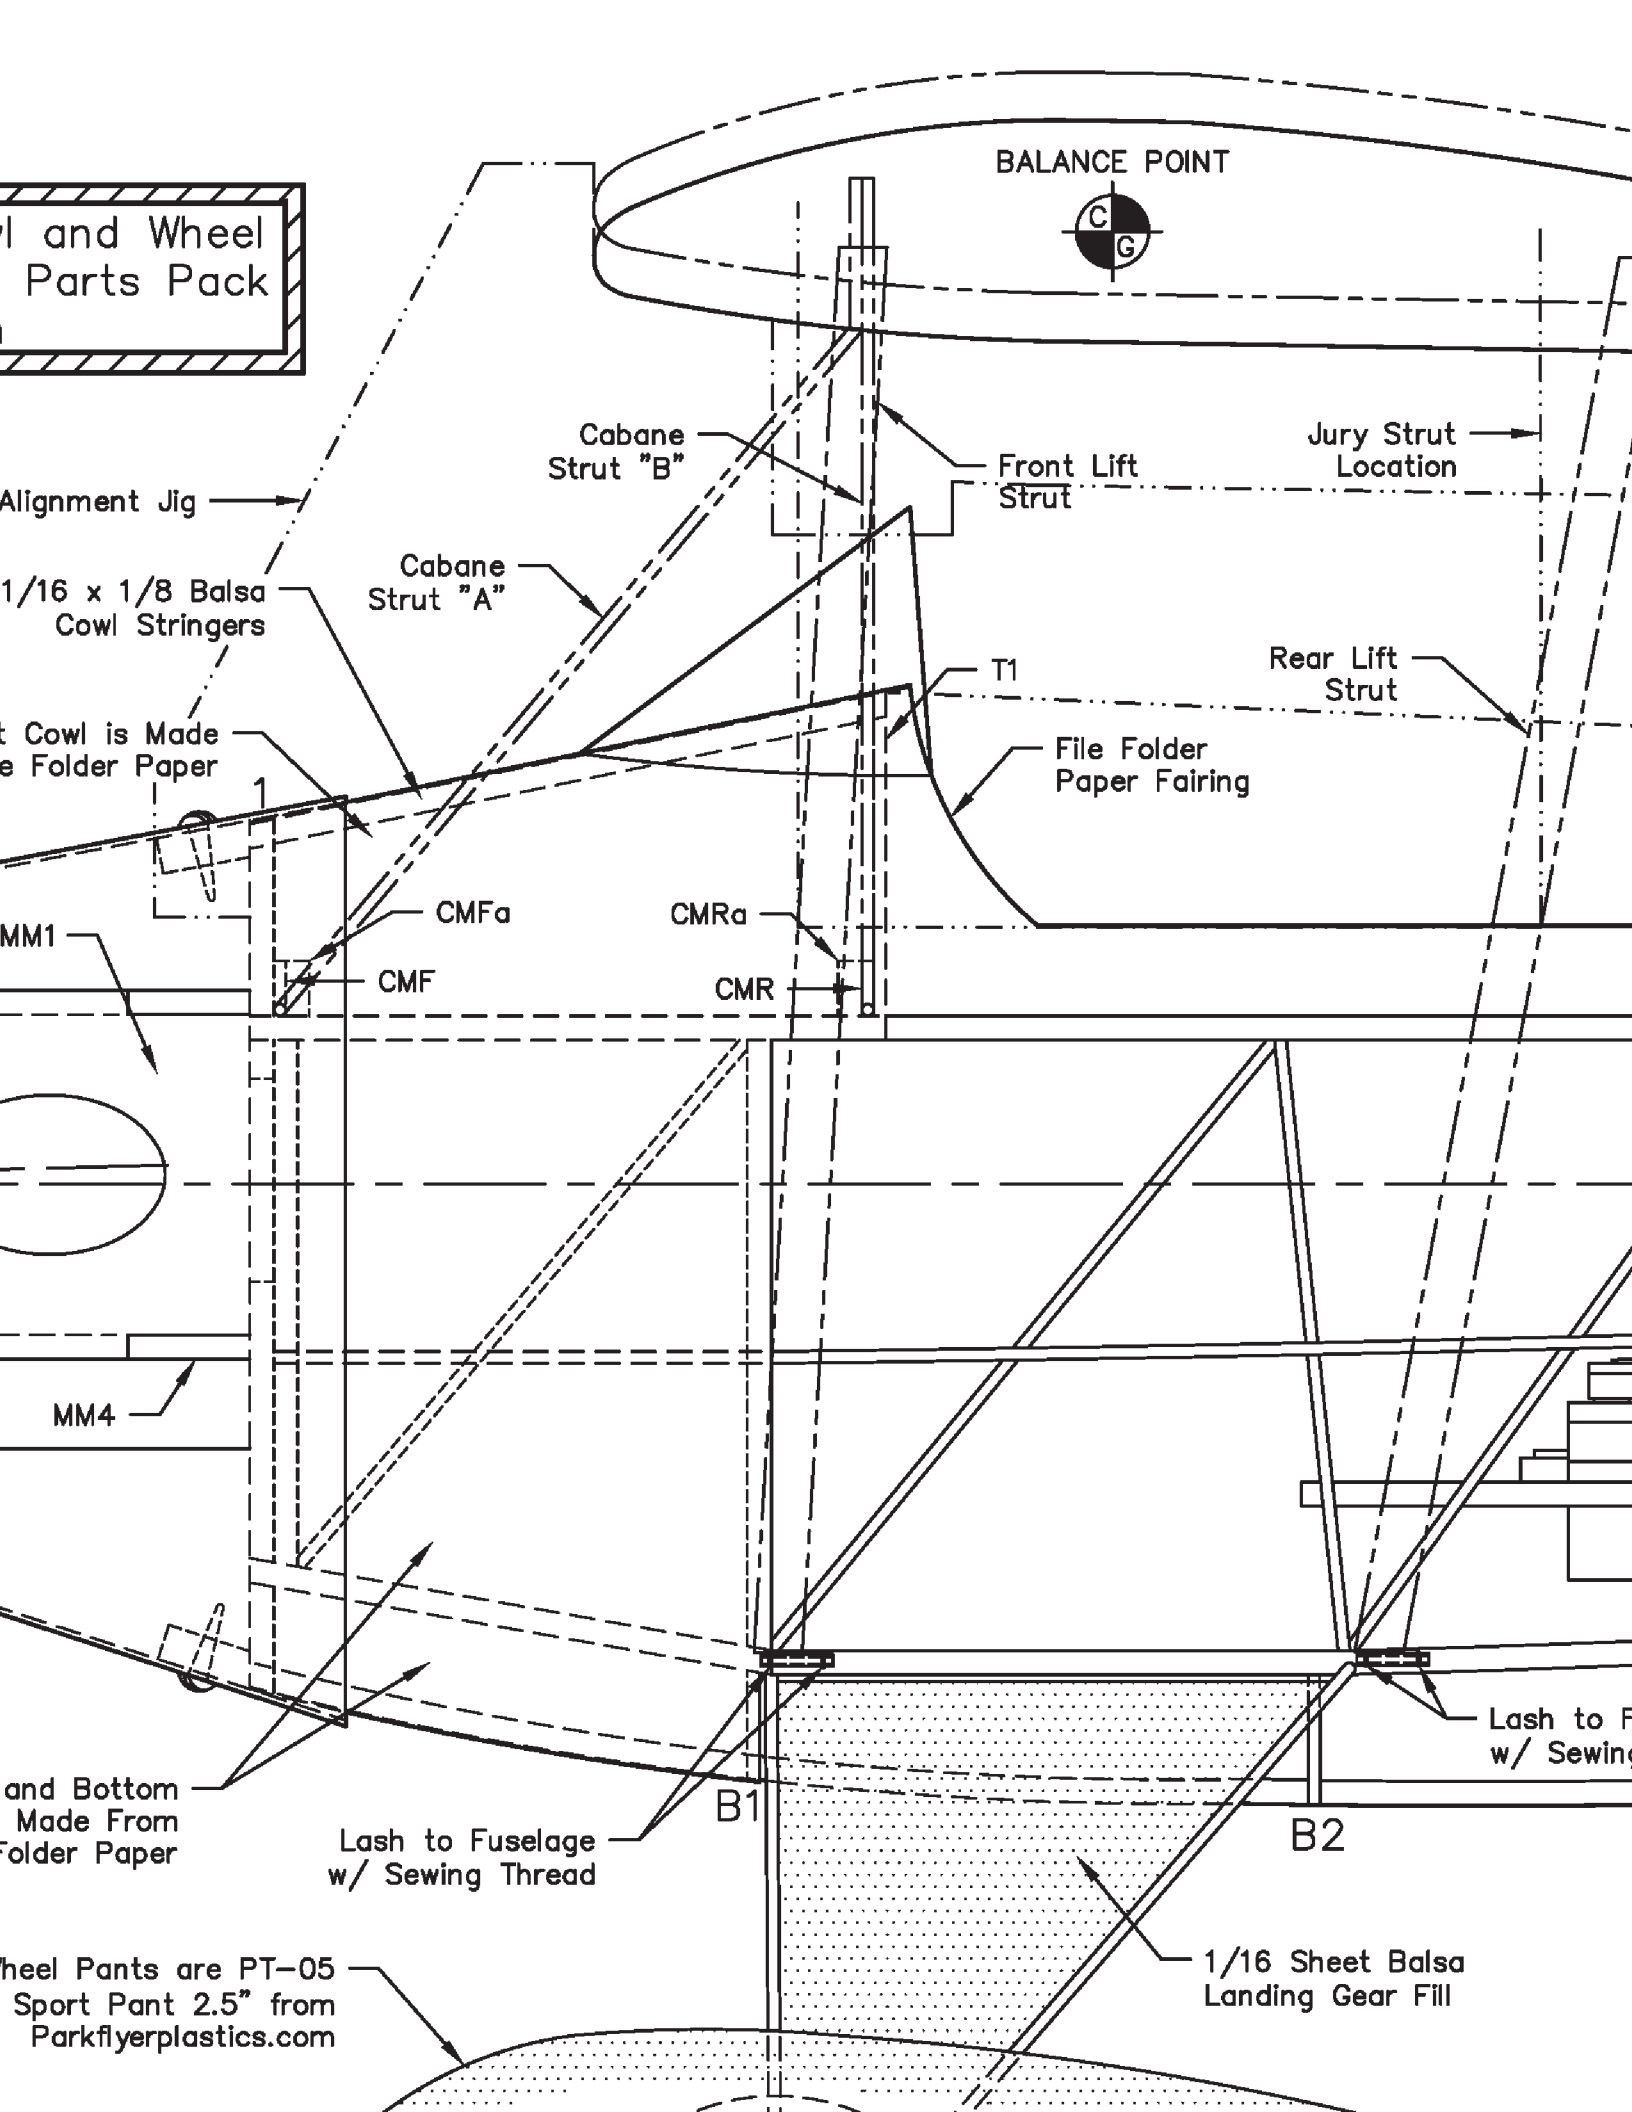 BALANCE POINT
C
G
and Wheel
Parts Pack
Cabane
Strut "B"
Front Lift
Strut
Jury Strut
Location
Alignment Jig
Cabane
Strut "A"
1/16 x 1/8 Balsa
Cowl Stringers
T1
Rear Lift
Strut
Cowl is Made
Folder Paper
File Folder
Paper Fairing
1
CMFa
CMRa
MM1
CMF
CMR
MM4
Lash to
w/
and Bottom
Made From
Folder Paper
B1
B2
Lash to Fuselage
w/ Sewing Thread
1/16 Sheet Balsa
Landing Gear Fill
Pants are PT-05
Sport Pant 2.5" from
Parkflyerplastics.com